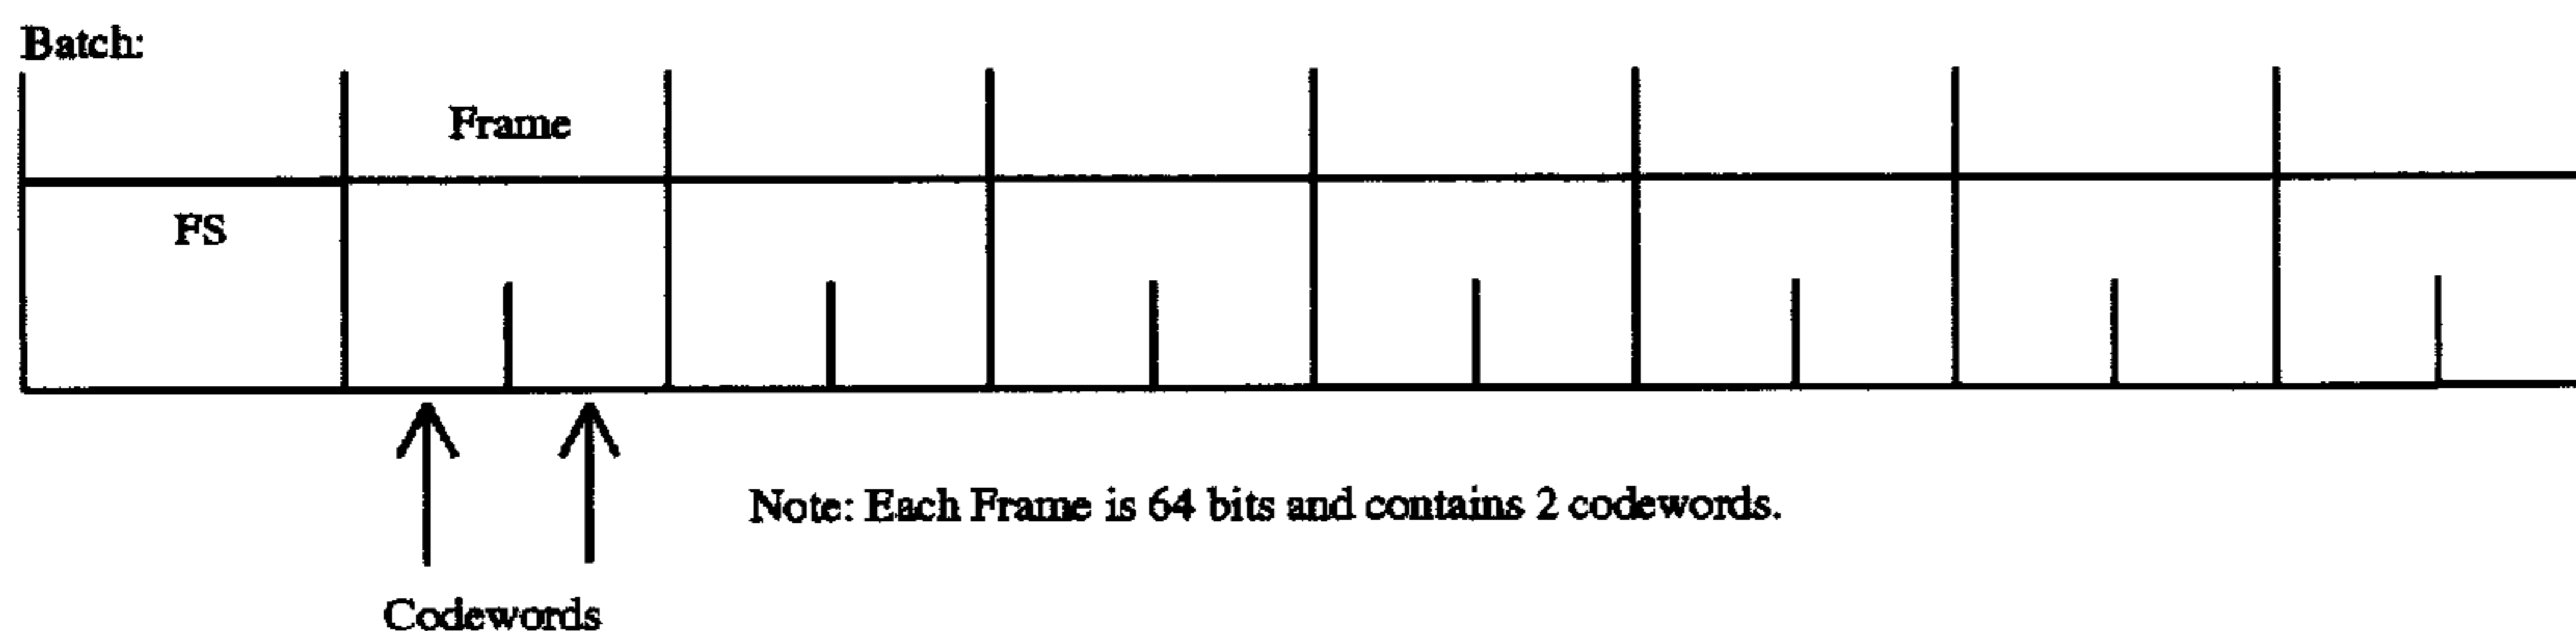 Batch:
Frame
FS
Note: Each Frame is 64 bits and contains 2 codewords.
Codewords